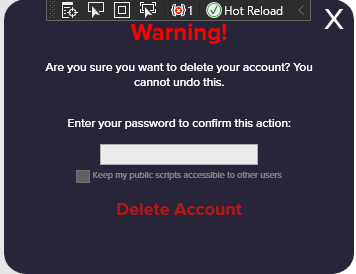 1 Hot Reload
X
Warning!
Are you sure you want to delete your account? You
cannot undo this.
Enter your password to confirm this action:
Keep my public scripts accessible to other users
Delete Account